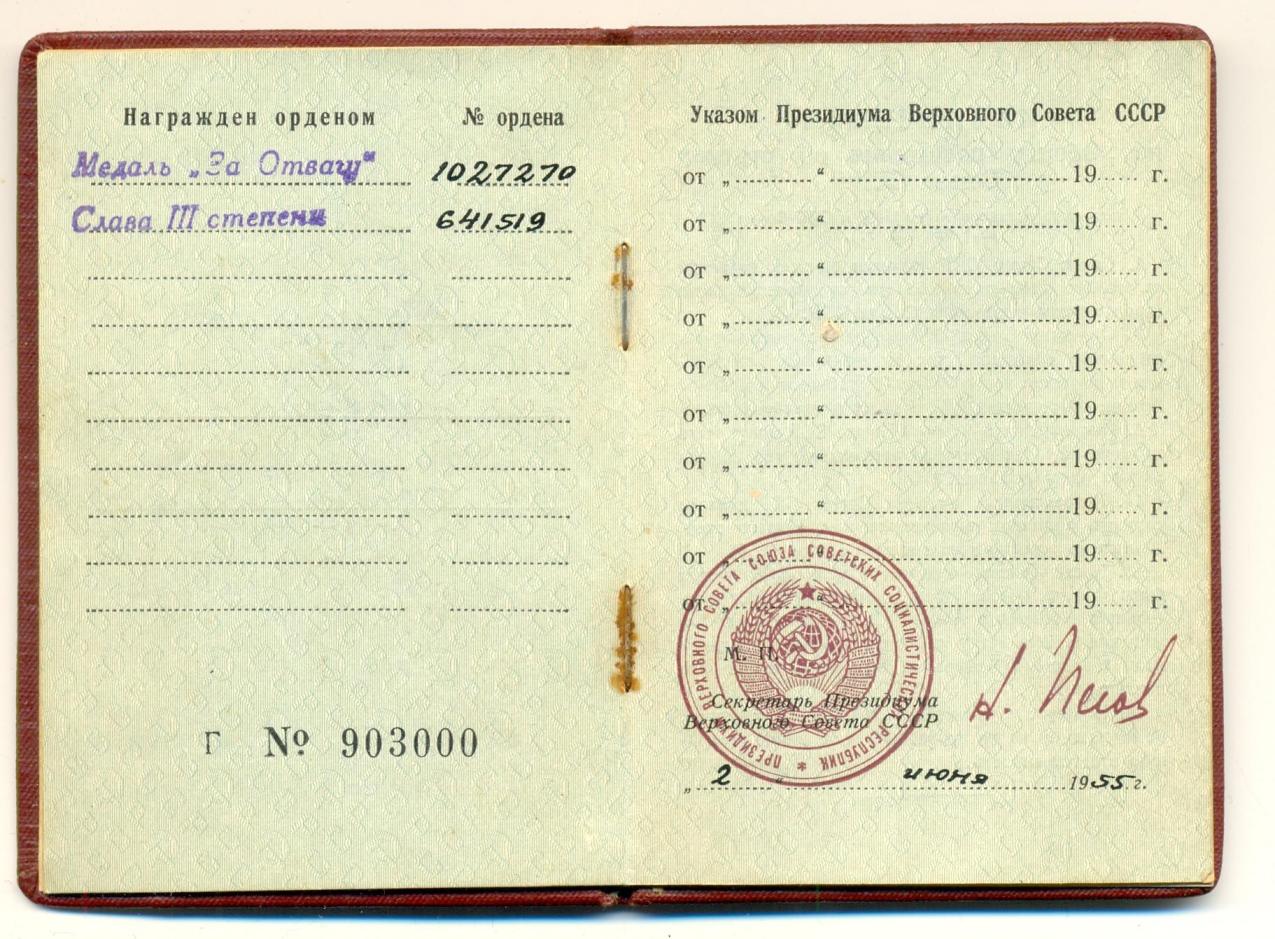 Награжден орденом № ордена
Медаль „За Отвагу“ 1027270
Слава III степени 641519
Г № 903000
Указом Президиума Верховного Совета СССР
от „ “ 19 г.
от „ “ 19 г.
от „ “ 19 г.
от „ “ 19 г.
от „ “ 19 г.
от „ “ 19 г.
от „ “ 19 г.
от „ “ 19 г.
от „ “ 19 г.
от „ “ 19 г.
ПРЕЗИДИУМ ВЕРХОВНОГО СОВЕТА СОЮЗА СОВЕТСКИХ СОЦИАЛИСТИЧЕСКИХ РЕСПУБЛИК *
М. П.
Секретарь Президиума
Верховного Совета СССР
Н. Пегов
„ 2 “ июня 1955 г.